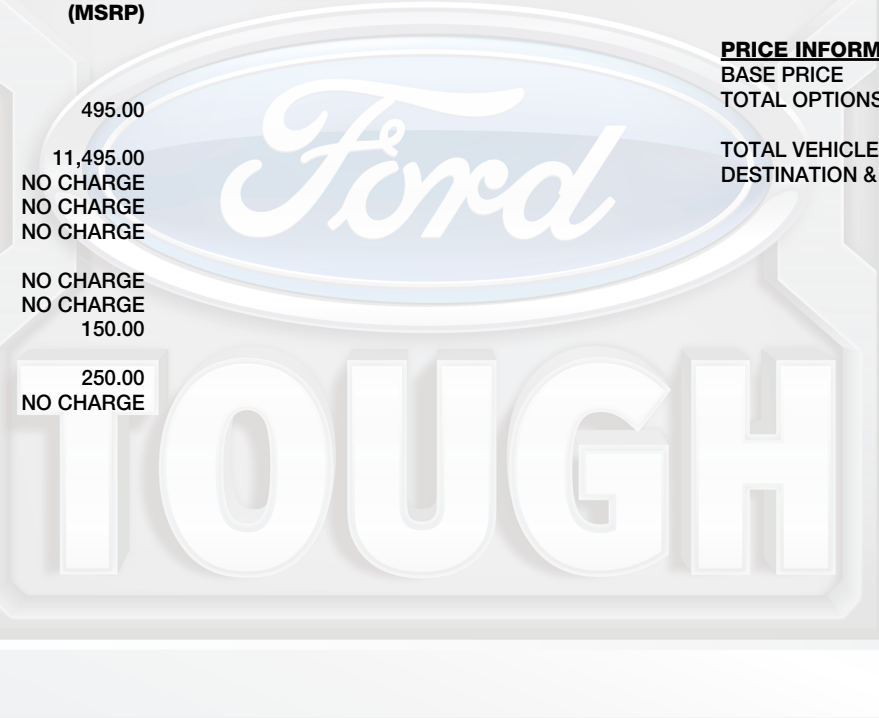 (MSRP)
495.00
11,495.00
NO CHARGE
NO CHARGE
NO CHARGE
NO CHARGE
NO CHARGE
150.00
250.00
NO CHARGE
PRICE INFORM
BASE PRICE
TOTAL OPTIONS
TOTAL VEHICLE
DESTINATION &
Ford
TOUGH